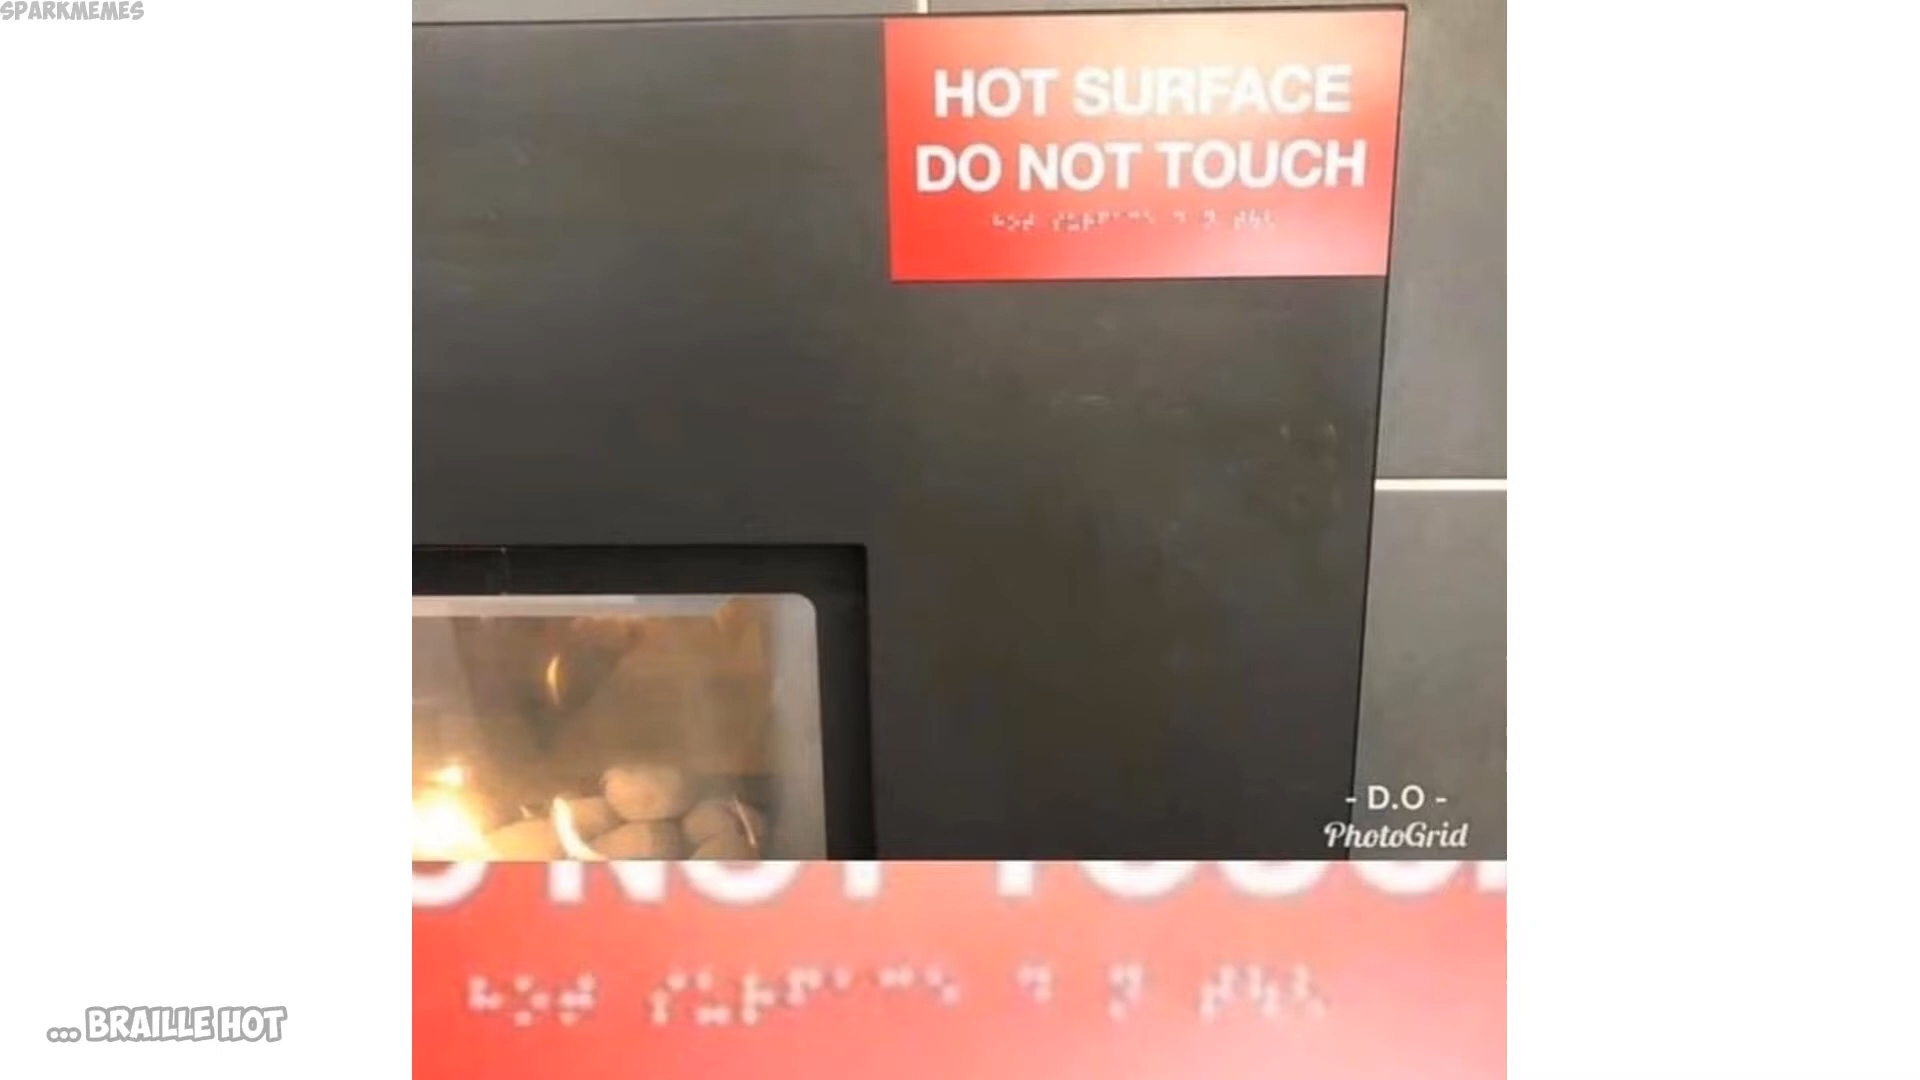 SPARKMEMES
HOT SURFACE
DO NOT TOUCH
- D.O -
PhotoGrid
... BRAILLE HOT